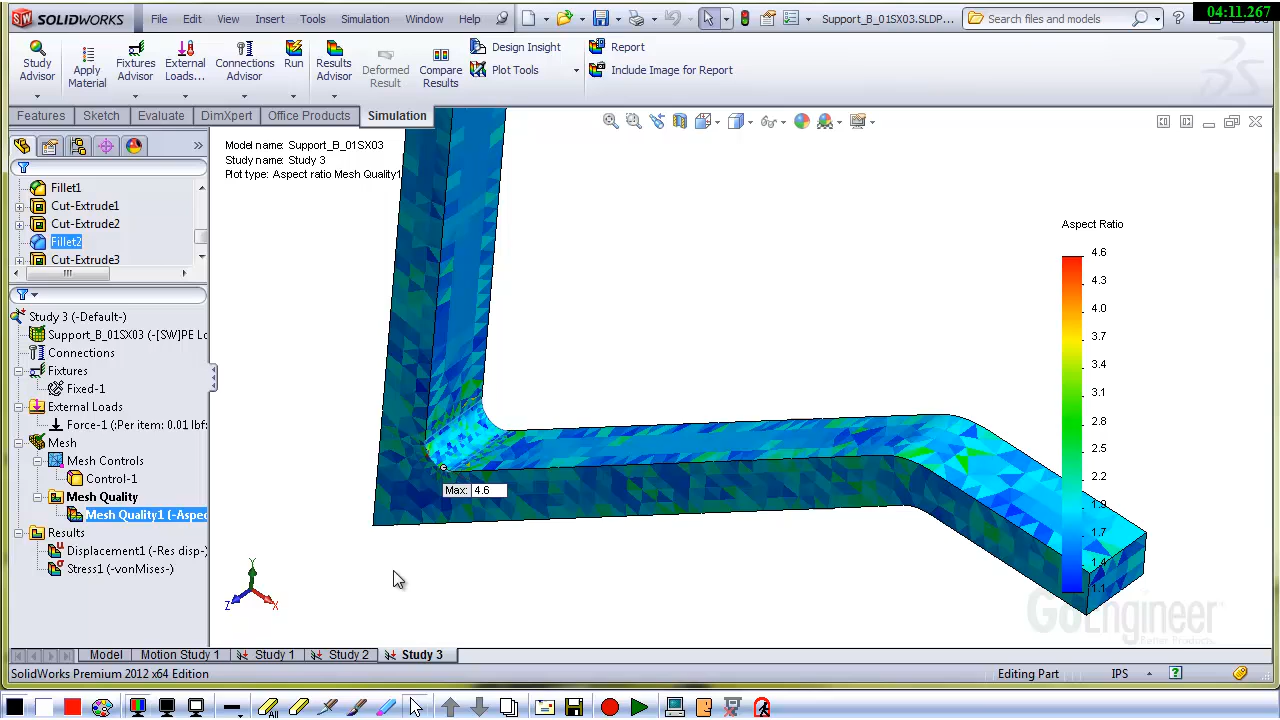 SOLIDWORKS
File Edit View Insert Tools Simulation Window Help
Support_B_01SX03.SLDP...
Search files and models
04:11.267
Study Advisor
Apply Material
Fixtures Advisor
External Loads...
Connections Advisor
Run
Results Advisor
Deformed Result
Compare Results
Design Insight
Plot Tools
Report
Include Image for Report
Features Sketch Evaluate DimXpert Office Products Simulation
Model name: Support_B_01SX03
Study name: Study 3
Plot type: Aspect ratio Mesh Quality1
Fillet1
Cut-Extrude1
Cut-Extrude2
Fillet2
Cut-Extrude3
Study 3 (-Default-)
Support_B_01SX03 (-[SW]PE Lo
Connections
Fixtures
Fixed-1
External Loads
Force-1 (:Per item: 0.01 lbf:
Mesh
Mesh Controls
Control-1
Mesh Quality
Mesh Quality1 (-Aspec
Results
Displacement1 (-Res disp-)
Stress1 (-vonMises-)
Max: 4.6
Aspect Ratio
4.6
4.3
4.0
3.7
3.4
3.1
2.8
2.5
2.2
1.9
1.7
1.4
1.1
Y
Z X
GoEngineer
Better Products.
Model Motion Study 1 Study 1 Study 2 Study 3
SolidWorks Premium 2012 x64 Edition
Editing Part
IPS